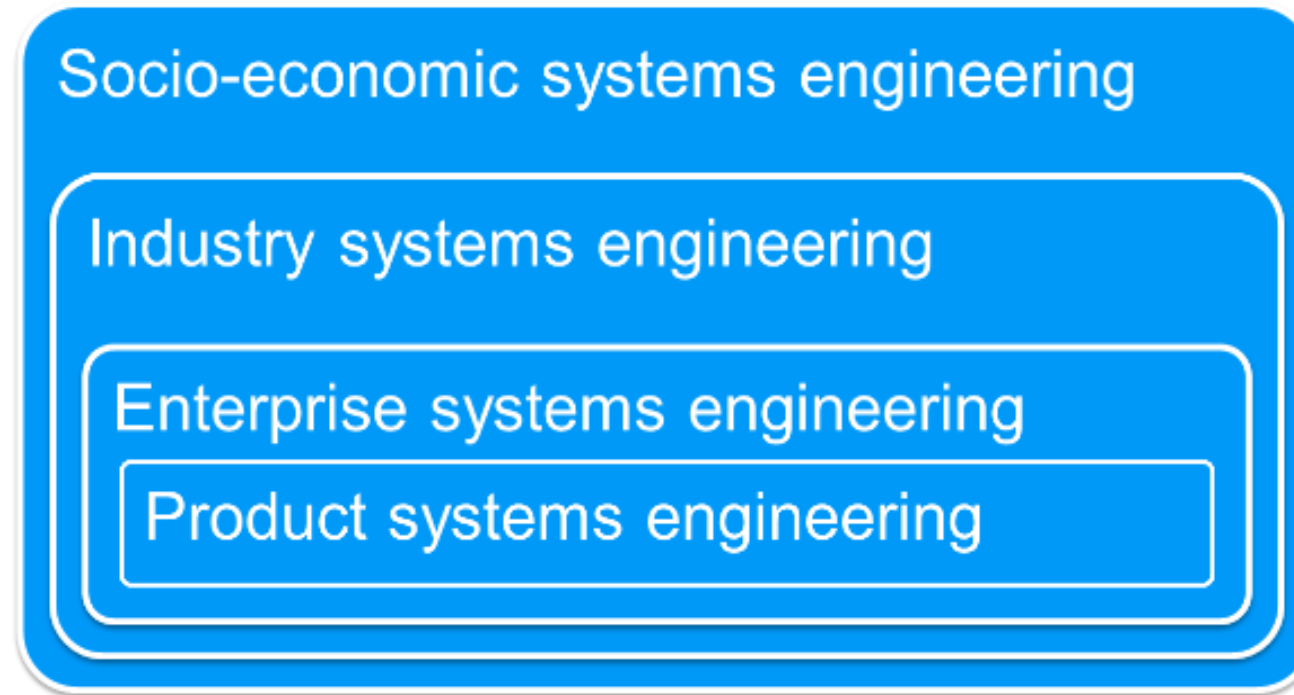 Socio-economic systems engineering
Industry systems engineering
Enterprise systems engineering
Product systems engineering